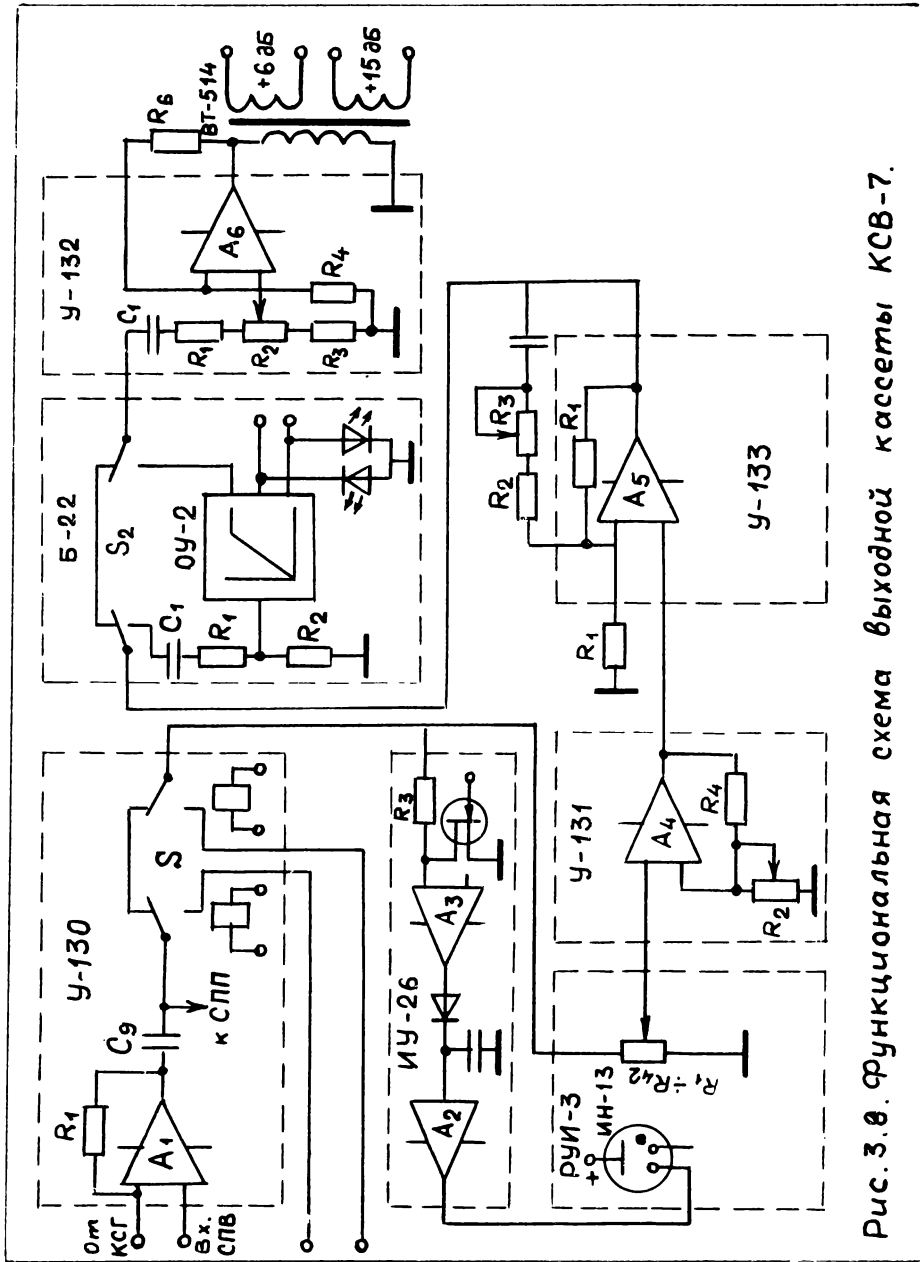 У-130
R1
A1
C9
к СПП
S
От
КСГ
Вх.
СПВ
Б-22
S2
C1
R1
R2
ОУ-2
У-132
C1
R1
R2
R3
R4
A6
R6
ВТ-514
+6 дБ
+15 дБ
ИУ-26
A2
A3
R3
РУИ-3
+
ИН-13
R1÷R42
У-131
A4
R4
R2
У-133
R1
R2
R3
R1
A5
Рис. 3.8. Функциональная схема выходной кассеты КСВ-7.